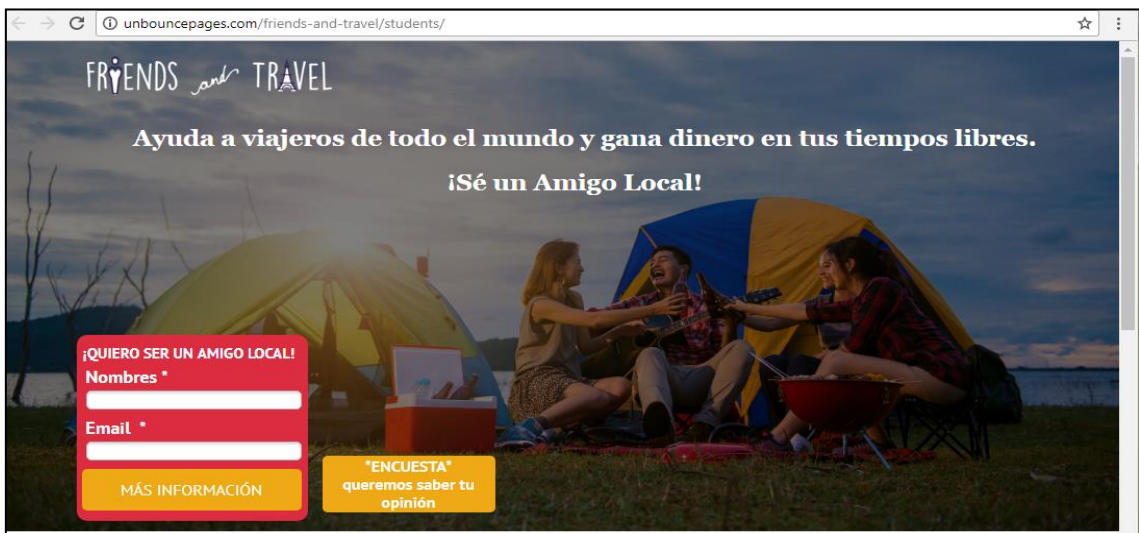 unbouncepages.com/friends-and-travel/students/
FRIENDS and TRAVEL
Ayuda a viajeros de todo el mundo y gana dinero en tus tiempos libres.
¡Sé un Amigo Local!
¡QUIERO SER UN AMIGO LOCAL!
Nombres *
Email *
MÁS INFORMACIÓN
"ENCUESTA"
queremos saber tu
opinión